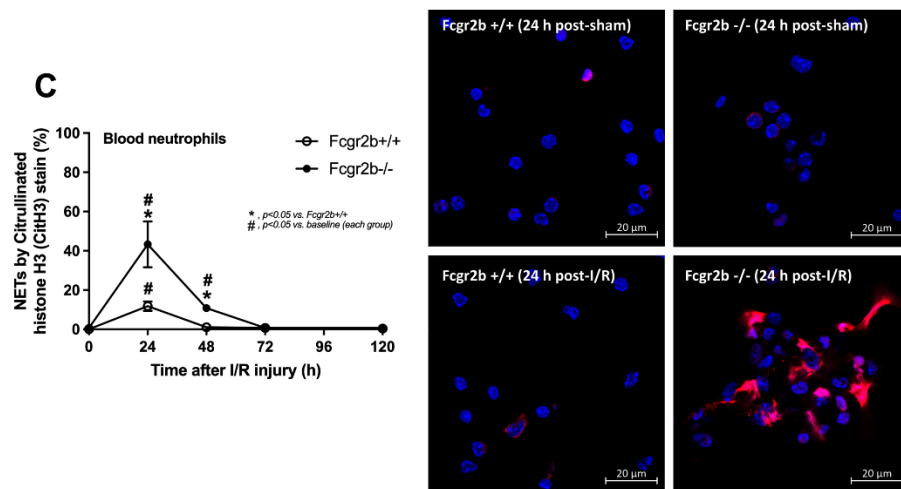 C
Blood neutrophils
Fcgr2b+/+
Fcgr2b-/-
*, p<0.05 vs. Fcgr2b+/+
#, p<0.05 vs. baseline (each group)
NETs by Citrullinated
histone H3 (CitH3) stain (%)
100
80
60
40
20
0
#
*
#
#
*
0 24 48 72 96 120
Time after I/R injury (h)
Fcgr2b +/+ (24 h post-sham)
20 µm
Fcgr2b -/- (24 h post-sham)
20 µm
Fcgr2b +/+ (24 h post-I/R)
20 µm
Fcgr2b -/- (24 h post-I/R)
20 µm